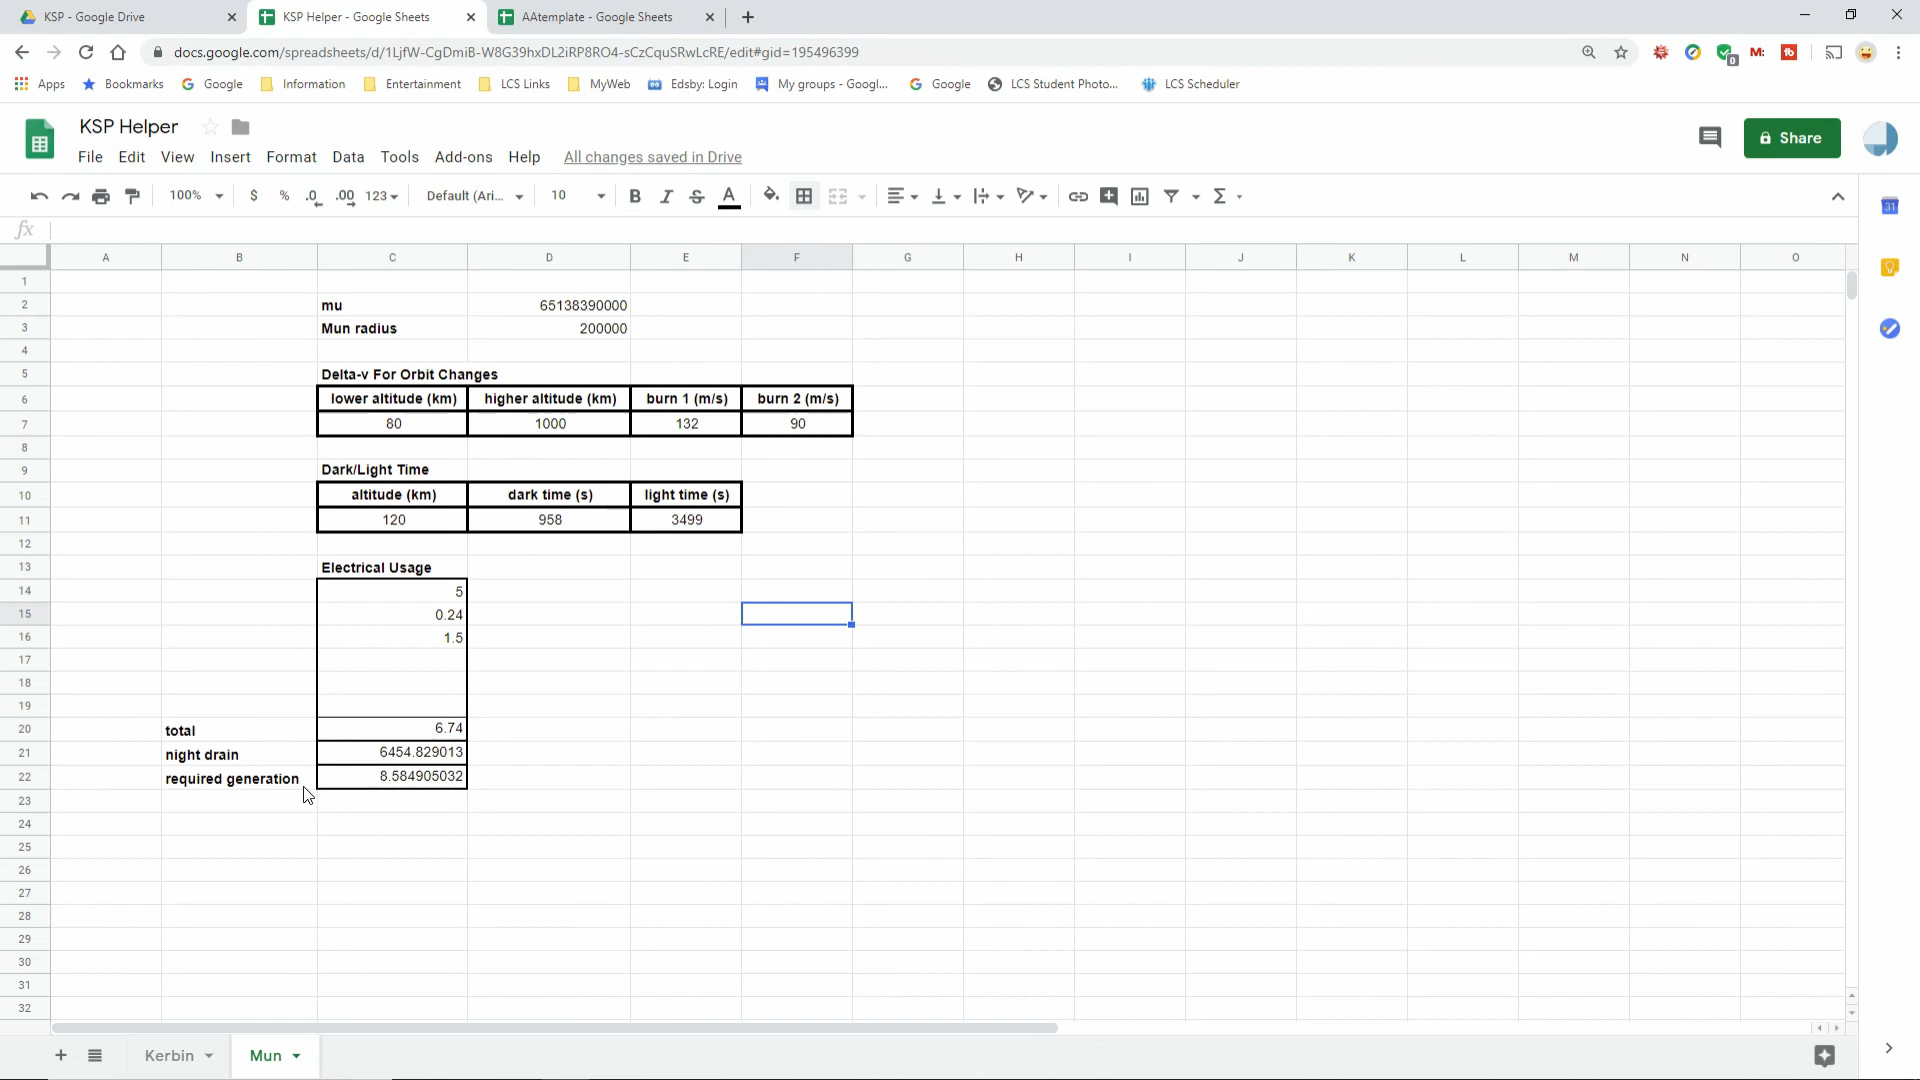 KSP - Google Drive
KSP Helper - Google Sheets
AAtemplate - Google Sheets
docs.google.com/spreadsheets/d/1LjfW-CgDmiB-W8G39hxDL2iRP8RO4-sCzCquSRwLcRE/edit#gid=195496399
0
M:
Apps Bookmarks Google Information Entertainment LCS Links MyWeb Edsby: Login My groups - Googl... Google LCS Student Photo... LCS Scheduler
KSP Helper
Share
File Edit View Insert Format Data Tools Add-ons Help All changes saved in Drive
100% $ % .0 .00 123 Default (Ari... 10 B I S A Σ
31
fx
A B C D E F G H I J K L M N O
1
2 mu 65138390000
3 Mun radius 200000
4
5 Delta-v For Orbit Changes
6 lower altitude (km) higher altitude (km) burn 1 (m/s) burn 2 (m/s)
7 80 1000 132 90
8
9 Dark/Light Time
10 altitude (km) dark time (s) light time (s)
11 120 958 3499
12
13 Electrical Usage
14 5
15 0.24
16 1.5
17
18
19
20 total 6.74
21 night drain 6454.829013
22 required generation 8.584905032
23
24
25
26
27
28
29
30
31
32
Kerbin Mun